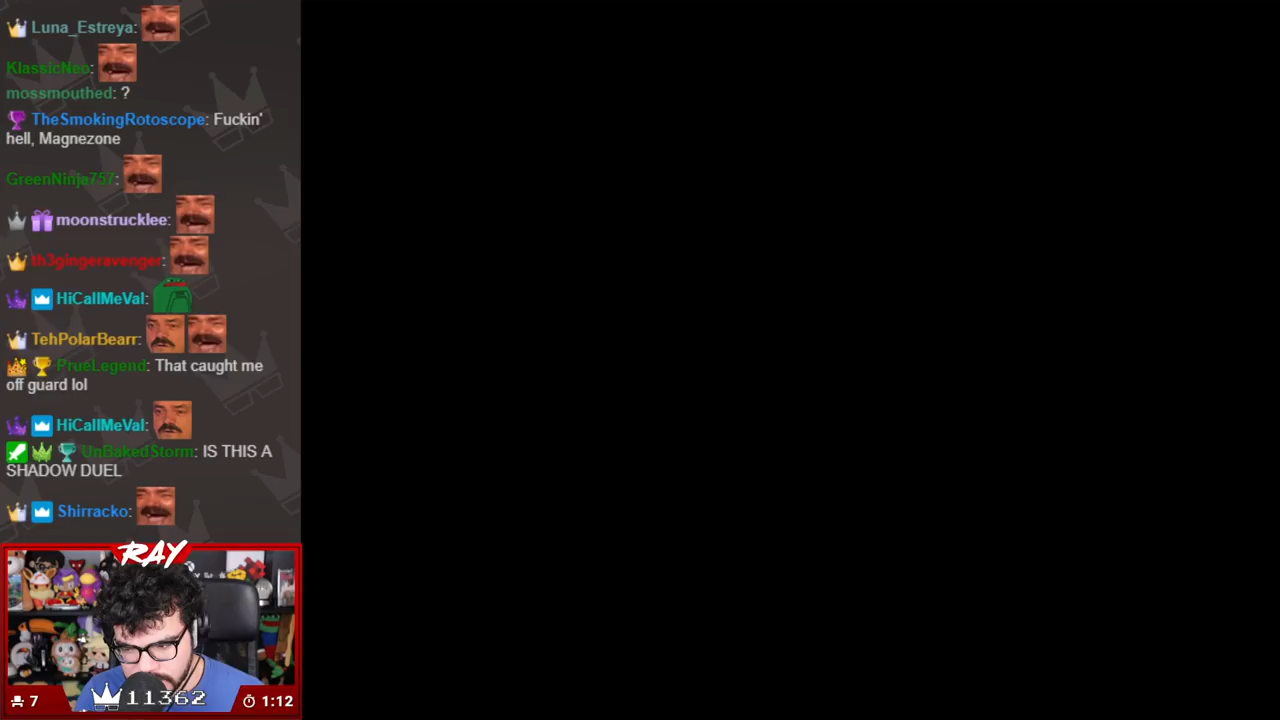 Luna_Estreya:
KlassicNeo:
mossmouthed: ?
TheSmokingRotoscope: Fuckin'
hell, Magnezone
GreenNinja757:
moonstrucklee:
th3gingeravenger:
HiCallMeVal:
TehPolarBearr:
PrueLegend: That caught me
off guard lol
HiCallMeVal:
UnBakedStorm: IS THIS A
SHADOW DUEL
Shirracko:
RAY
7
11362
1:12